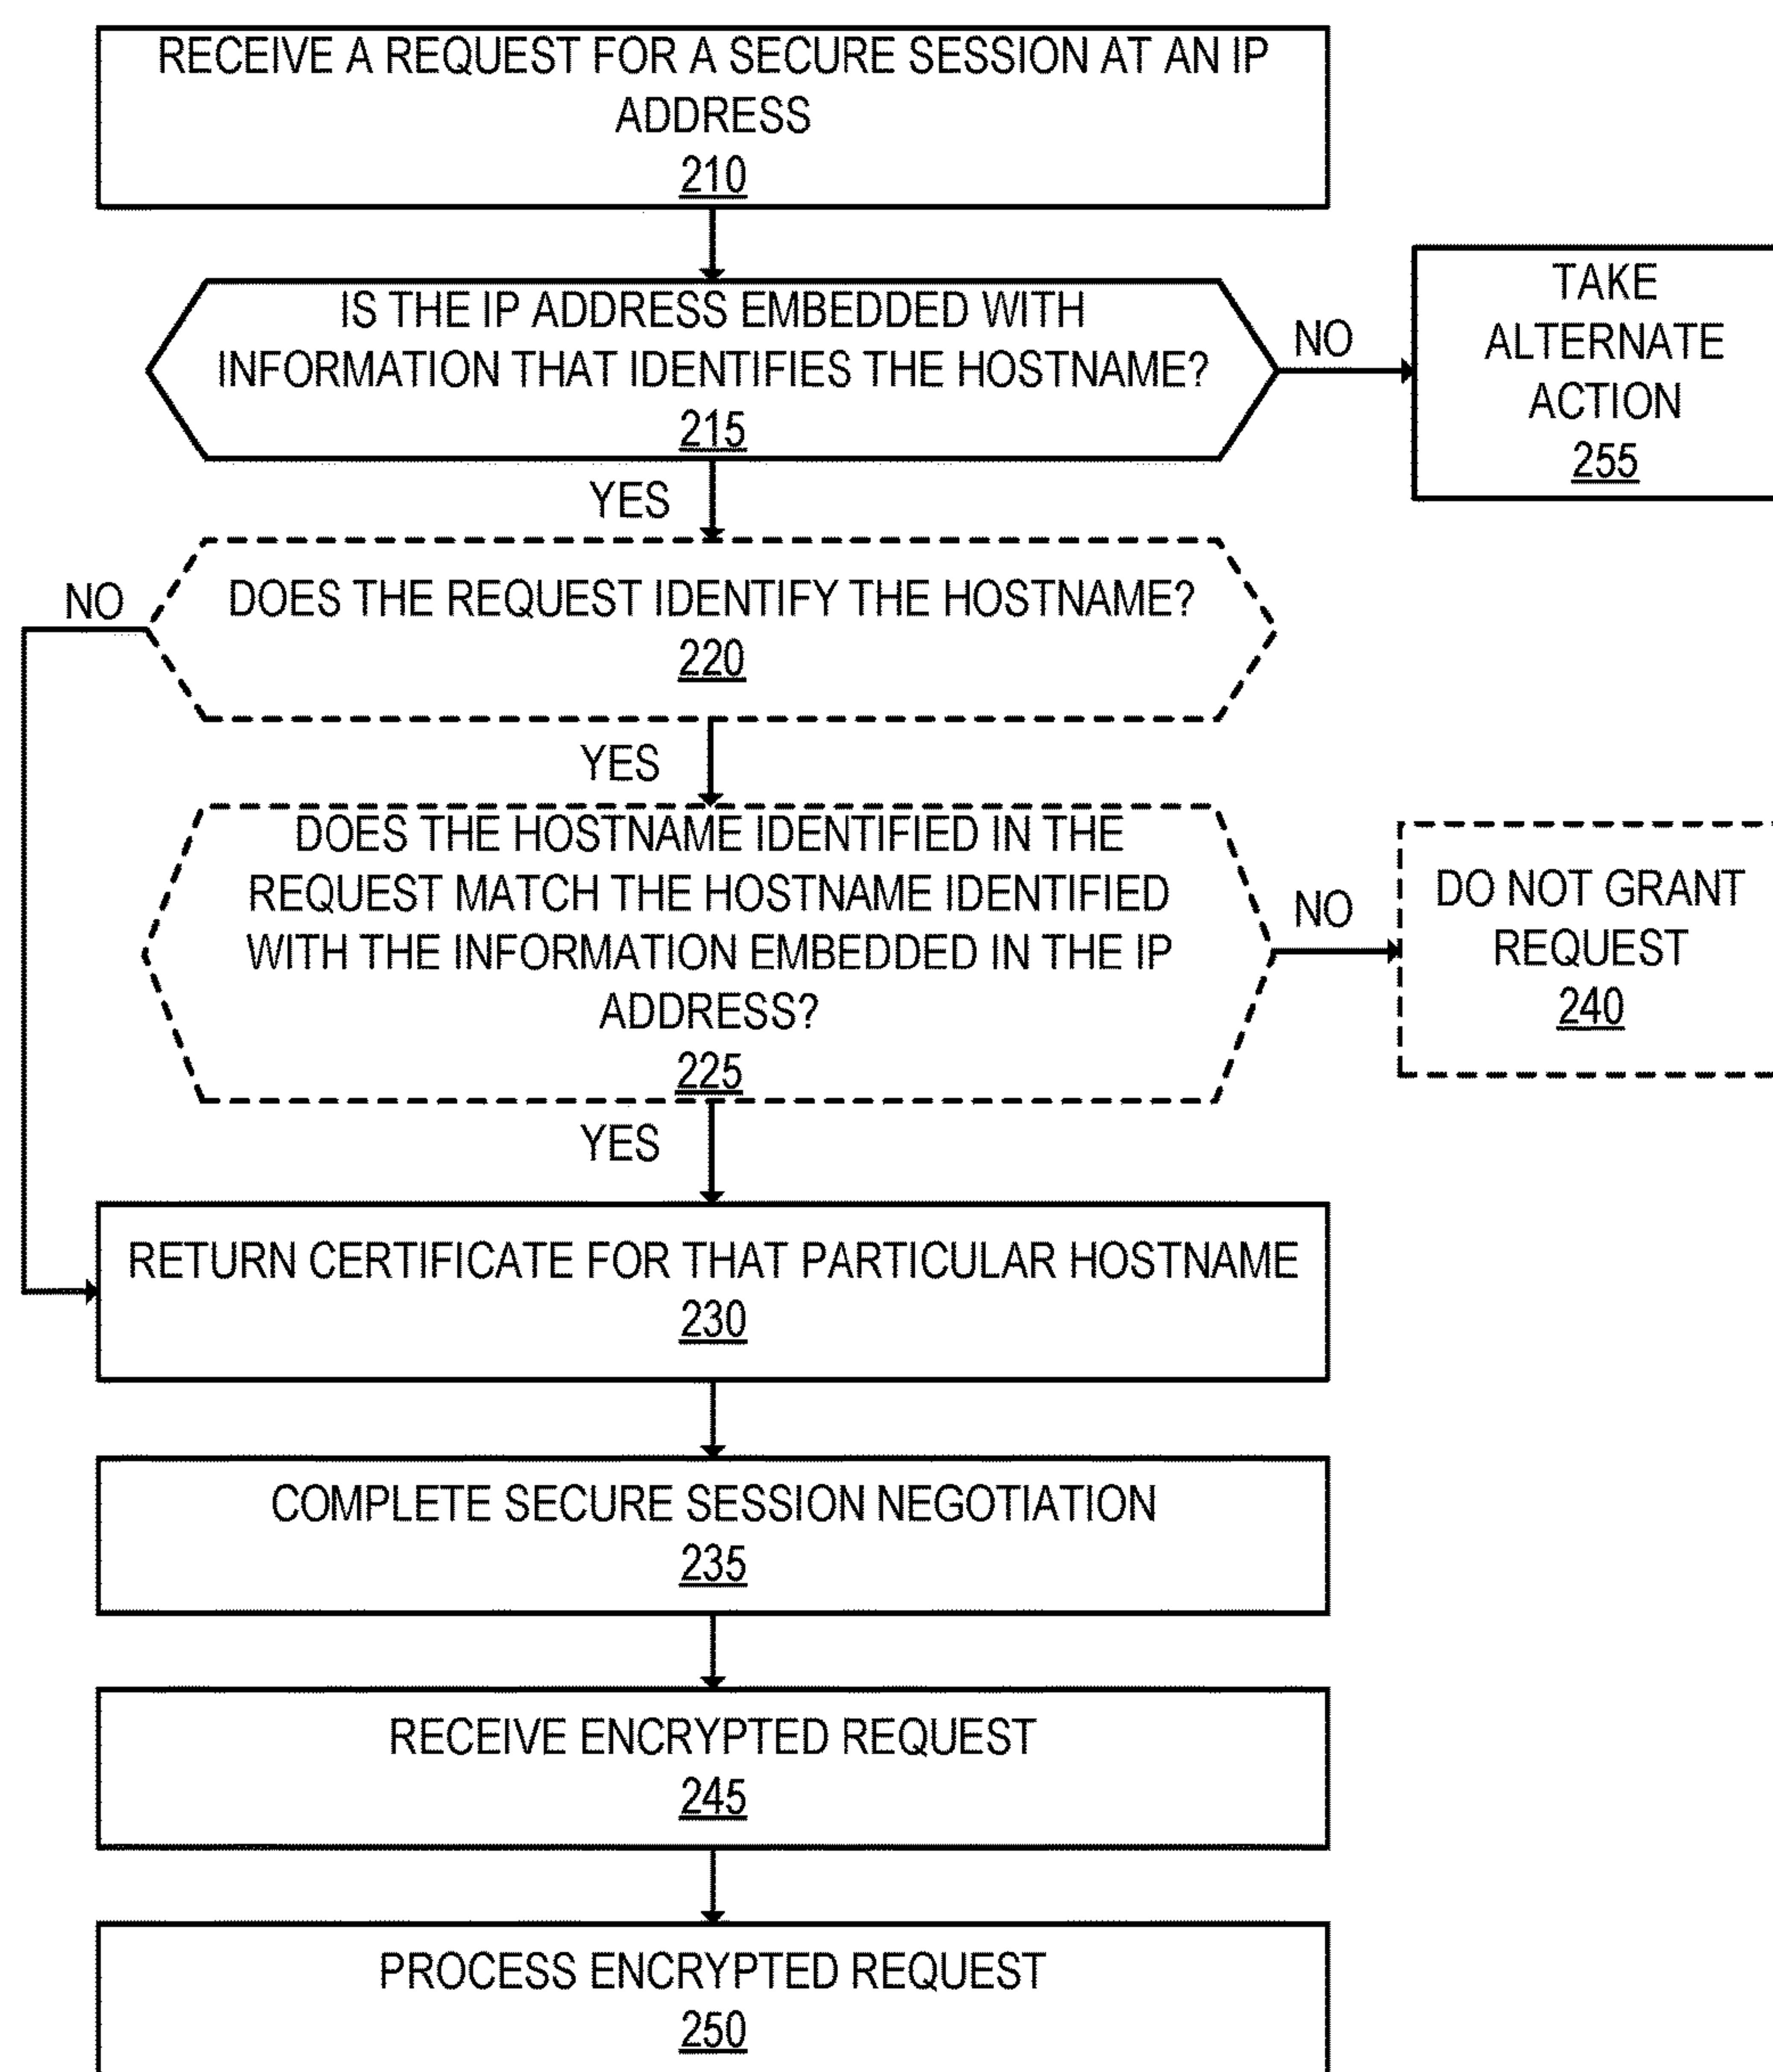 RECEIVE A REQUEST FOR A SECURE SESSION AT AN IP
ADDRESS
210
IS THE IP ADDRESS EMBEDDED WITH
INFORMATION THAT IDENTIFIES THE HOSTNAME?
215
NO
TAKE
ALTERNATE
ACTION
255
YES
NO
DOES THE REQUEST IDENTIFY THE HOSTNAME?
220
YES
DOES THE HOSTNAME IDENTIFIED IN THE
REQUEST MATCH THE HOSTNAME IDENTIFIED
WITH THE INFORMATION EMBEDDED IN THE IP
ADDRESS?
225
NO
DO NOT GRANT
REQUEST
240
YES
RETURN CERTIFICATE FOR THAT PARTICULAR HOSTNAME
230
COMPLETE SECURE SESSION NEGOTIATION
235
RECEIVE ENCRYPTED REQUEST
245
PROCESS ENCRYPTED REQUEST
250